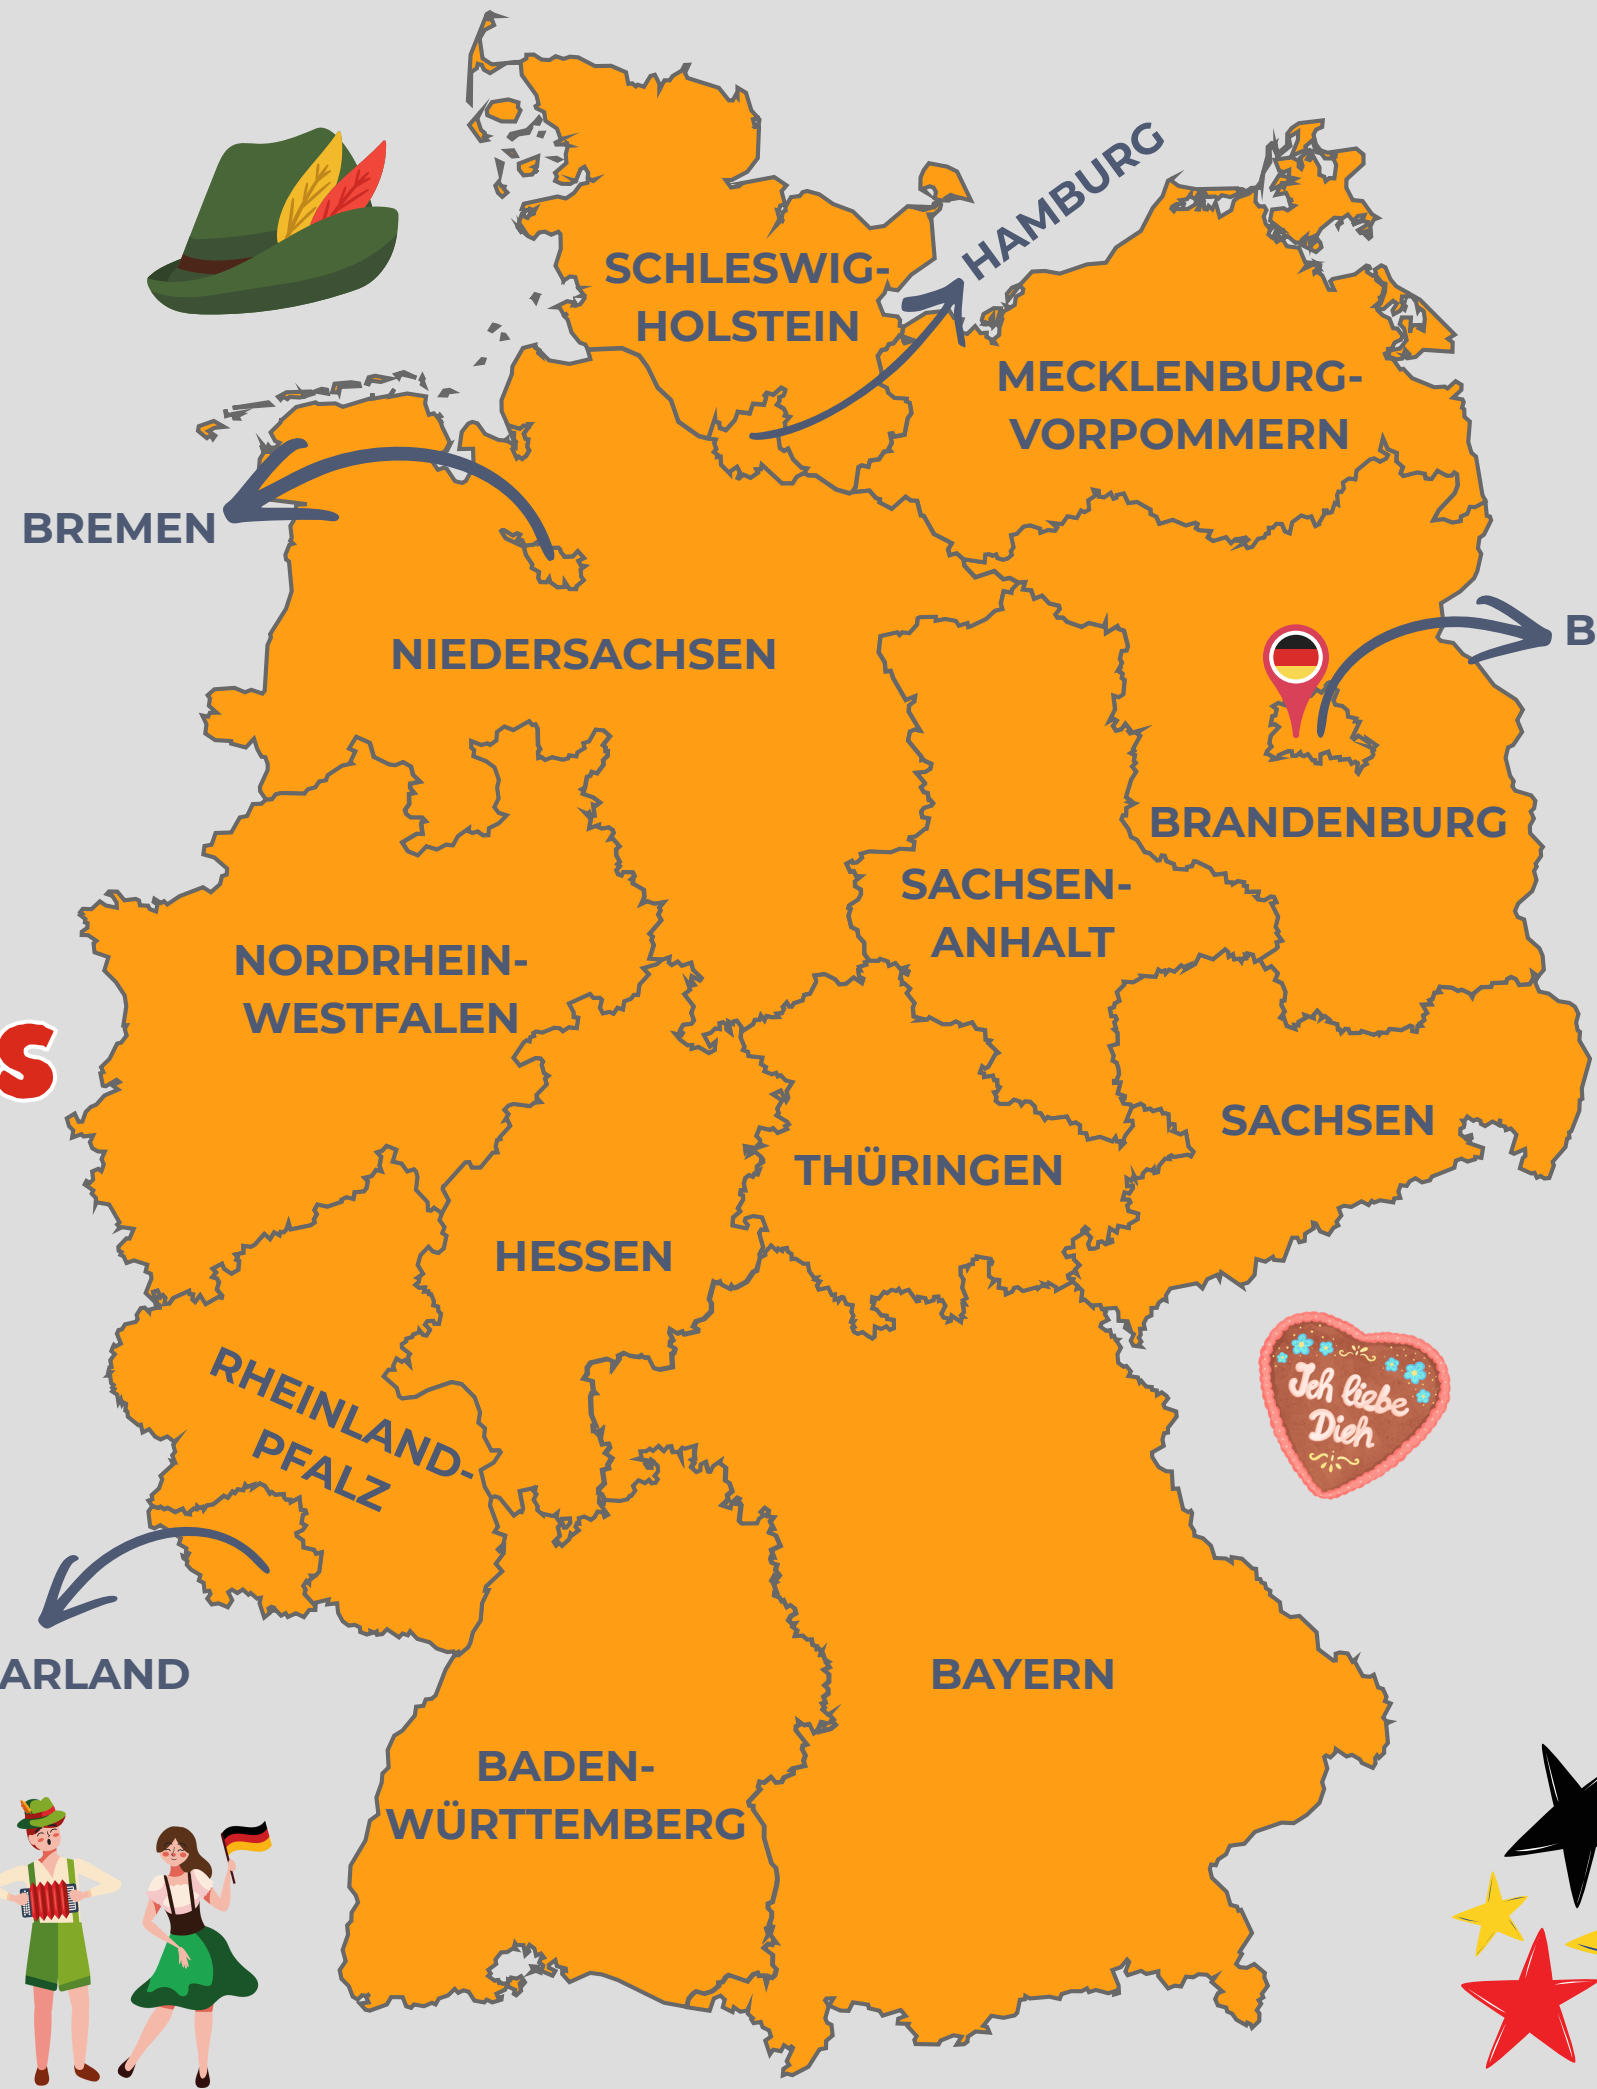 HAMBURG
SCHLESWIG-
HOLSTEIN
MECKLENBURG-
VORPOMMERN
BREMEN
B
NIEDERSACHSEN
BRANDENBURG
SACHSEN-
ANHALT
NORDRHEIN-
WESTFALEN
S
SACHSEN
THÜRINGEN
HESSEN
RHEINLAND-
PFALZ
Ich liebe
Dich
ARLAND
BAYERN
BADEN-
WÜRTTEMBERG